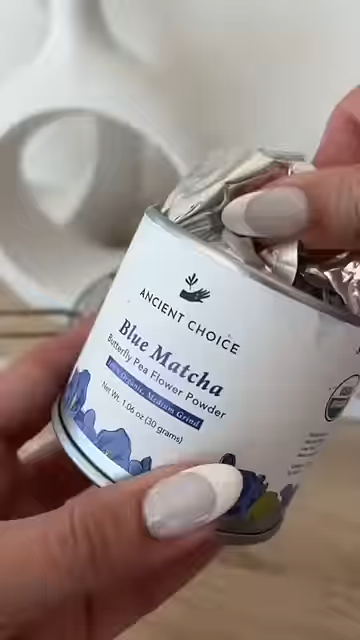 ANCIENT CHOICE
Blue Matcha
Butterfly Pea Flower Powder
100% Organic, Medium Grind
Net Wt. 1.06 oz (30 grams)